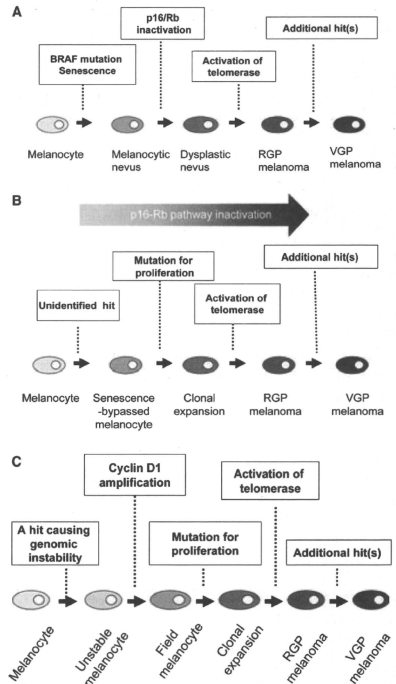 A
p16/Rb
inactivation
Additional hit(s)
BRAF mutation
Senescence
Activation of
telomerase
Melanocyte
Melanocytic
nevus
Dysplastic
nevus
RGP
melanoma
VGP
melanoma
B
p16-Rb pathway inactivation
Mutation for
proliferation
Additional hit(s)
Unidentified hit
Activation of
telomerase
Melanocyte
Senescence
-bypassed
melanocyte
Clonal
expansion
RGP
melanoma
VGP
melanoma
C
Cyclin D1
amplification
Activation of
telomerase
A hit causing
genomic
instability
Mutation for
proliferation
Additional hit(s)
Melanocyte
Unstable
melanocyte
Field
melanocyte
Clonal
expansion
RGP
melanoma
VGP
melanoma